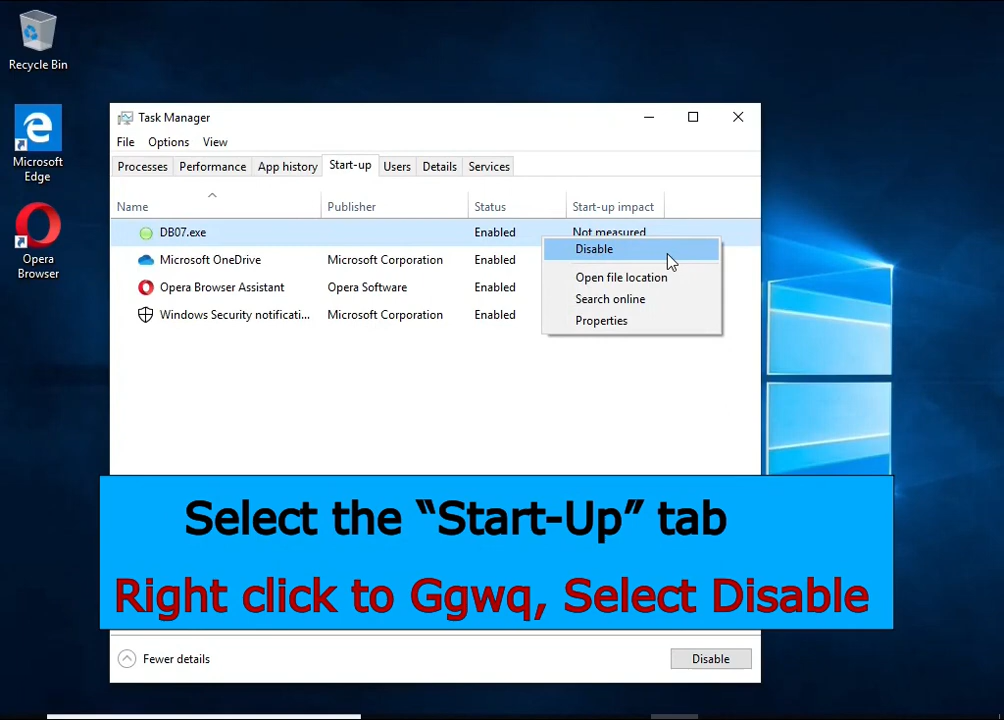 Recycle Bin
Microsoft
Edge
Opera
Browser
Task Manager
File Options View
Processes Performance App history Start-up Users Details Services
Name Publisher Status Start-up impact
DB07.exe Enabled Not measured
Microsoft OneDrive Microsoft Corporation Enabled
Opera Browser Assistant Opera Software Enabled
Windows Security notificati... Microsoft Corporation Enabled
Disable
Open file location
Search online
Properties
Select the “Start-Up” tab
Right click to Ggwq, Select Disable
Fewer details Disable